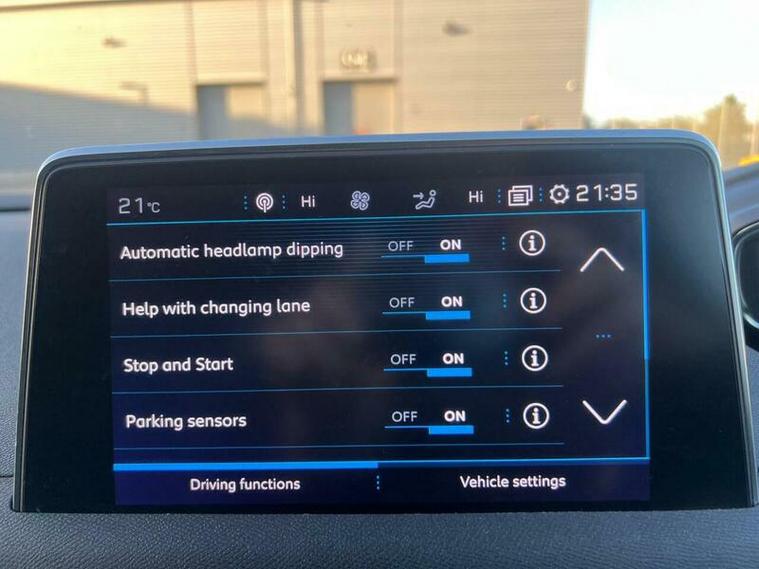 21°C Hi Hi 21:35
Automatic headlamp dipping OFF ON
Help with changing lane OFF ON
Stop and Start OFF ON
Parking sensors OFF ON
Driving functions Vehicle settings